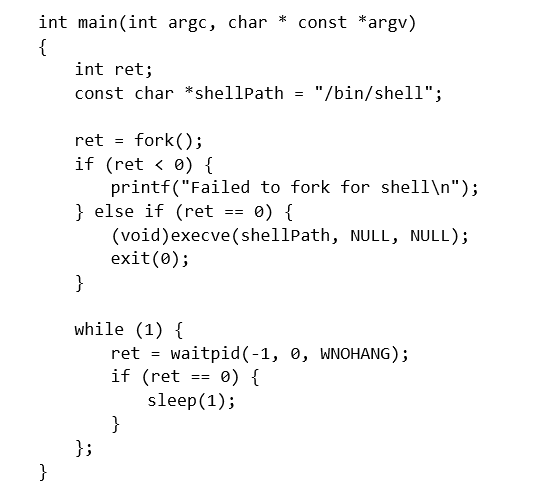 int main(int argc, char * const *argv)
{
    int ret;
    const char *shellPath = "/bin/shell";

    ret = fork();
    if (ret < 0) {
        printf("Failed to fork for shell\n");
    } else if (ret == 0) {
        (void)execve(shellPath, NULL, NULL);
        exit(0);
    }

    while (1) {
        ret = waitpid(-1, 0, WNOHANG);
        if (ret == 0) {
            sleep(1);
        }
    };
}